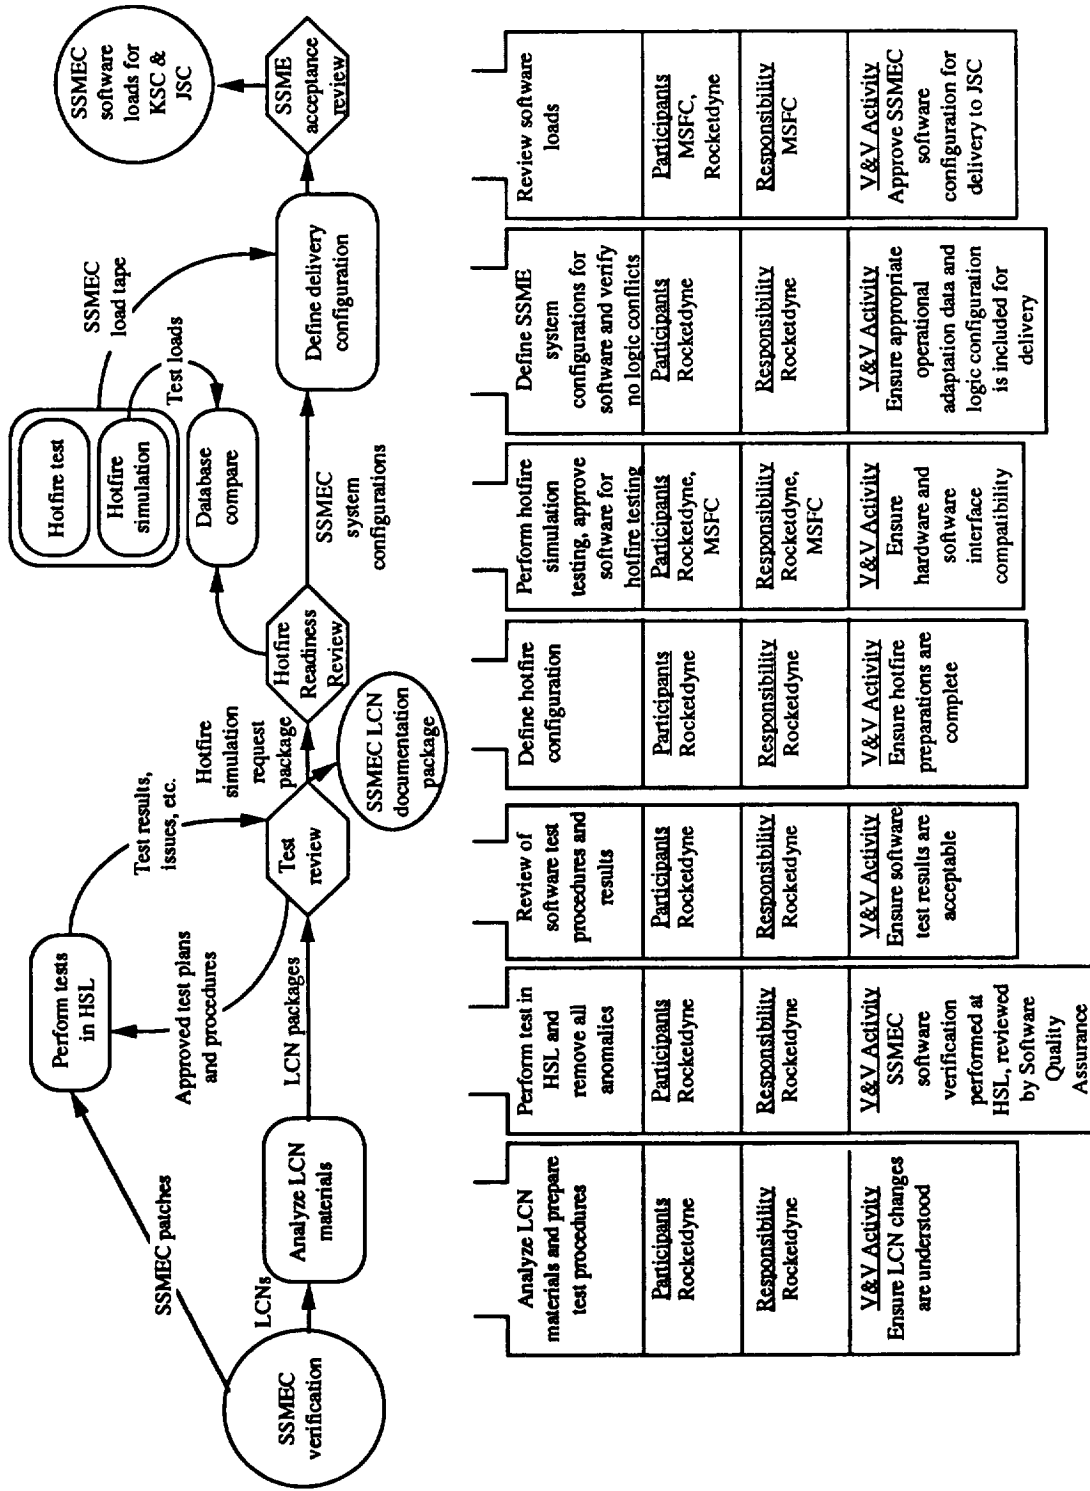 SSMEC
verification
SSMEC patches
LCNs
Analyze LCN
materials
LCN packages
Perform tests
in HSL
Approved test plans
and procedures
Test results,
issues, etc.
Test
review
Hotfire
simulation
request
package
SSMEC LCN
documentation
package
Hotfire
Readiness
Review
Database
compare
Hotfire test
Hotfire
simulation
Test loads
SSMEC
load tape
SSMEC
system
configurations
Define delivery
configuration
SSME
acceptance
review
SSMEC
software
loads for
KSC &
JSC
Analyze LCN
materials and prepare
test procedures
Participants
Rocketdyne
Responsibility
Rocketdyne
V&V Activity
Ensure LCN changes
are understood
Perform test in
HSL and
remove all
anomalies
Participants
Rocketdyne
Responsibility
Rocketdyne
V&V Activity
SSMEC
software
verification
performed at
HSL, reviewed
by Software
Quality
Assurance
Review of
software test
procedures and
results
Participants
Rocketdyne
Responsibility
Rocketdyne
V&V Activity
Ensure software
test results are
acceptable
Define hotfire
configuration
Participants
Rocketdyne
Responsibility
Rocketdyne
V&V Activity
Ensure hotfire
preparations are
complete
Perform hotfire
simulation
testing, approve
software for
hotfire testing
Participants
Rocketdyne,
MSFC
Responsibility
Rocketdyne,
MSFC
V&V Activity
Ensure
hardware and
software
interface
compatibility
Define SSME
system
configurations for
software and verify
no logic conflicts
Participants
Rocketdyne
Responsibility
Rocketdyne
V&V Activity
Ensure appropriate
operational
adaptation data and
logic configuration
is included for
delivery
Review software
loads
Participants
MSFC,
Rocketdyne
Responsibility
MSFC
V&V Activity
Approve SSMEC
software
configuration for
delivery to JSC